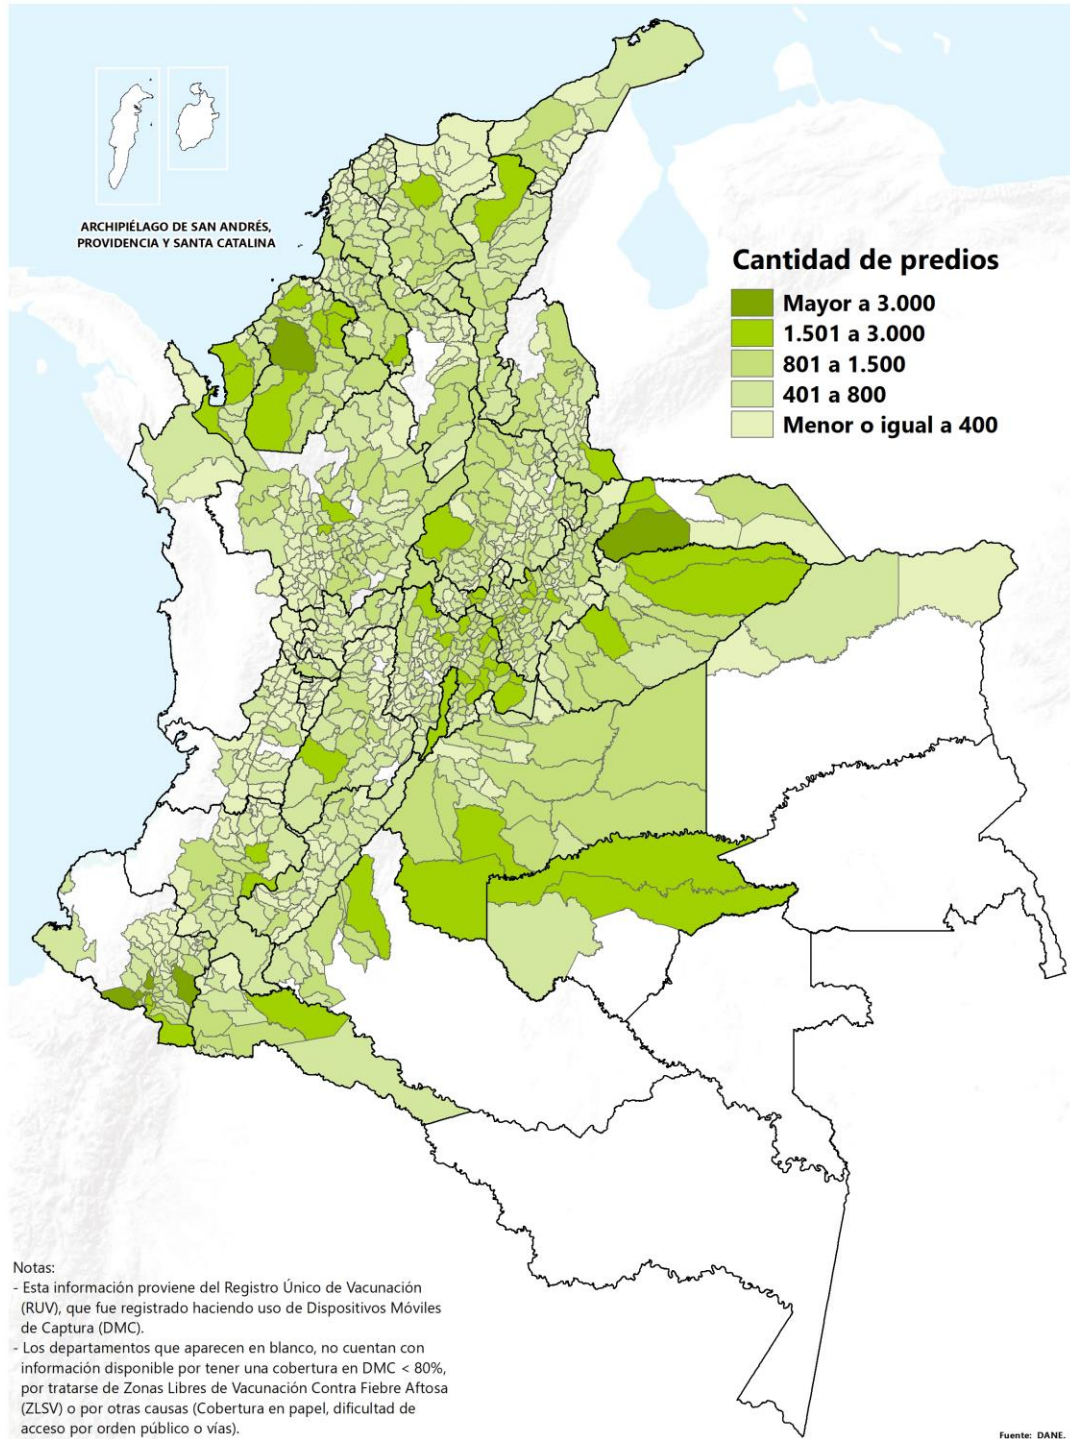 ARCHIPIÉLAGO DE SAN ANDRÉS,
PROVIDENCIA Y SANTA CATALINA
Cantidad de predios
Mayor a 3.000
1.501 a 3.000
801 a 1.500
401 a 800
Menor o igual a 400
Notas:
- Esta información proviene del Registro Único de Vacunación
(RUV), que fue registrado haciendo uso de Dispositivos Móviles
de Captura (DMC).
- Los departamentos que aparecen en blanco, no cuentan con
información disponible por tener una cobertura en DMC < 80%,
por tratarse de Zonas Libres de Vacunación Contra Fiebre Aftosa
(ZLSV) o por otras causas (Cobertura en papel, dificultad de
acceso por orden público o vías).
Fuente: DANE.